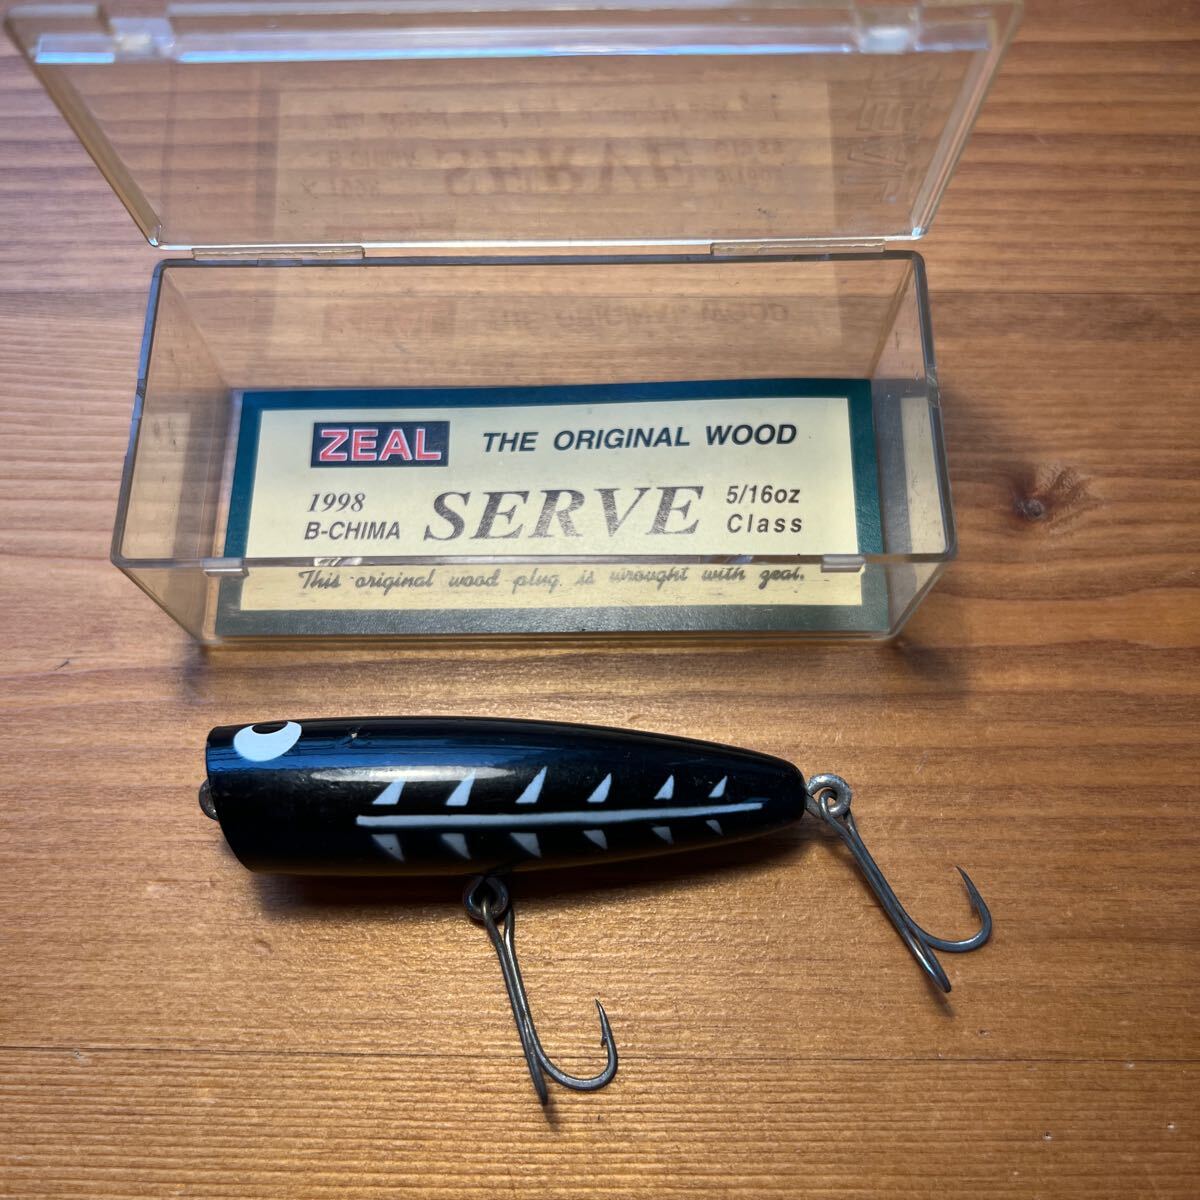 ZEAL THE ORIGINAL WOOD
1998 B-CHIMA SERVE 5/16oz Class
This original wood plug is wrought with zeal.